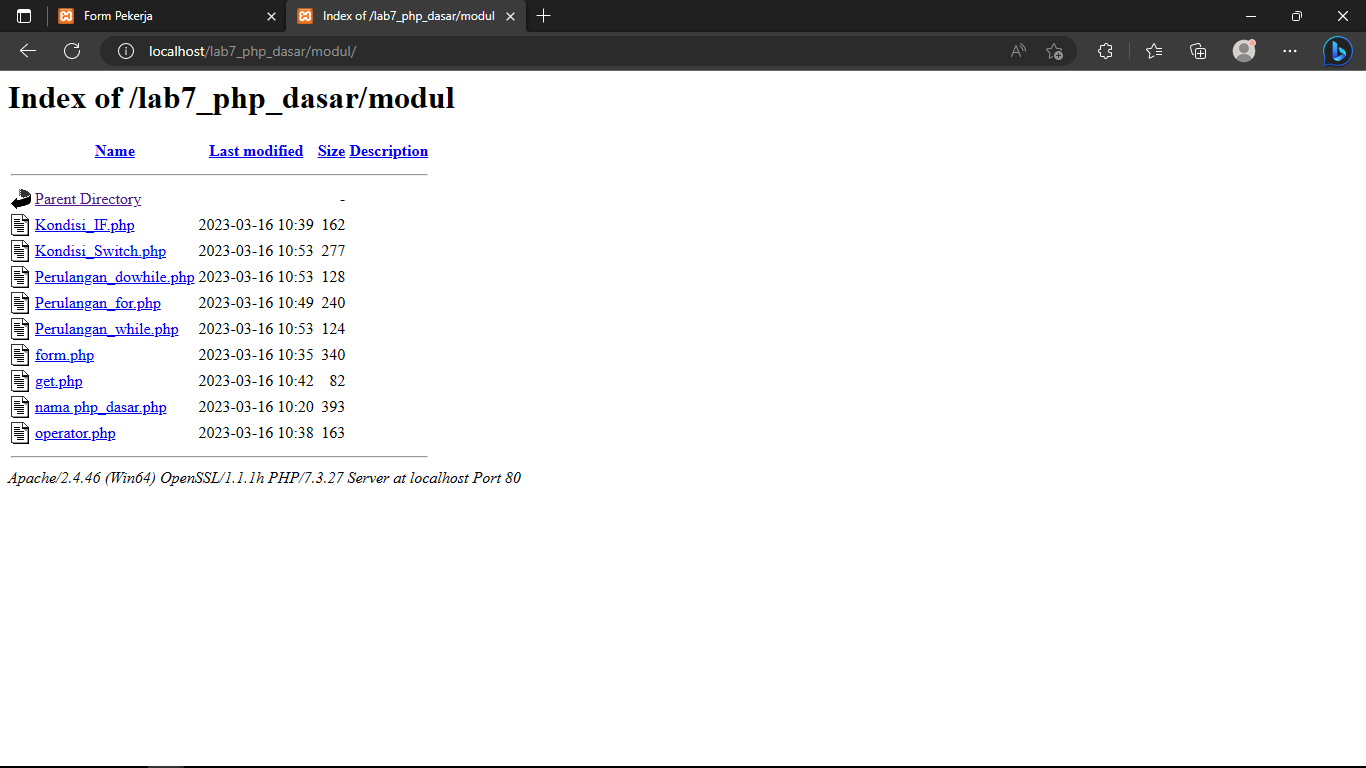 Form Pekerja
Index of /lab7_php_dasar/modul
localhost/lab7_php_dasar/modul/
Index of /lab7_php_dasar/modul
Name Last modified Size Description
Parent Directory -
Kondisi_IF.php 2023-03-16 10:39 162
Kondisi_Switch.php 2023-03-16 10:53 277
Perulangan_dowhile.php 2023-03-16 10:53 128
Perulangan_for.php 2023-03-16 10:49 240
Perulangan_while.php 2023-03-16 10:53 124
form.php 2023-03-16 10:35 340
get.php 2023-03-16 10:42 82
nama php_dasar.php 2023-03-16 10:20 393
operator.php 2023-03-16 10:38 163
Apache/2.4.46 (Win64) OpenSSL/1.1.1h PHP/7.3.27 Server at localhost Port 80